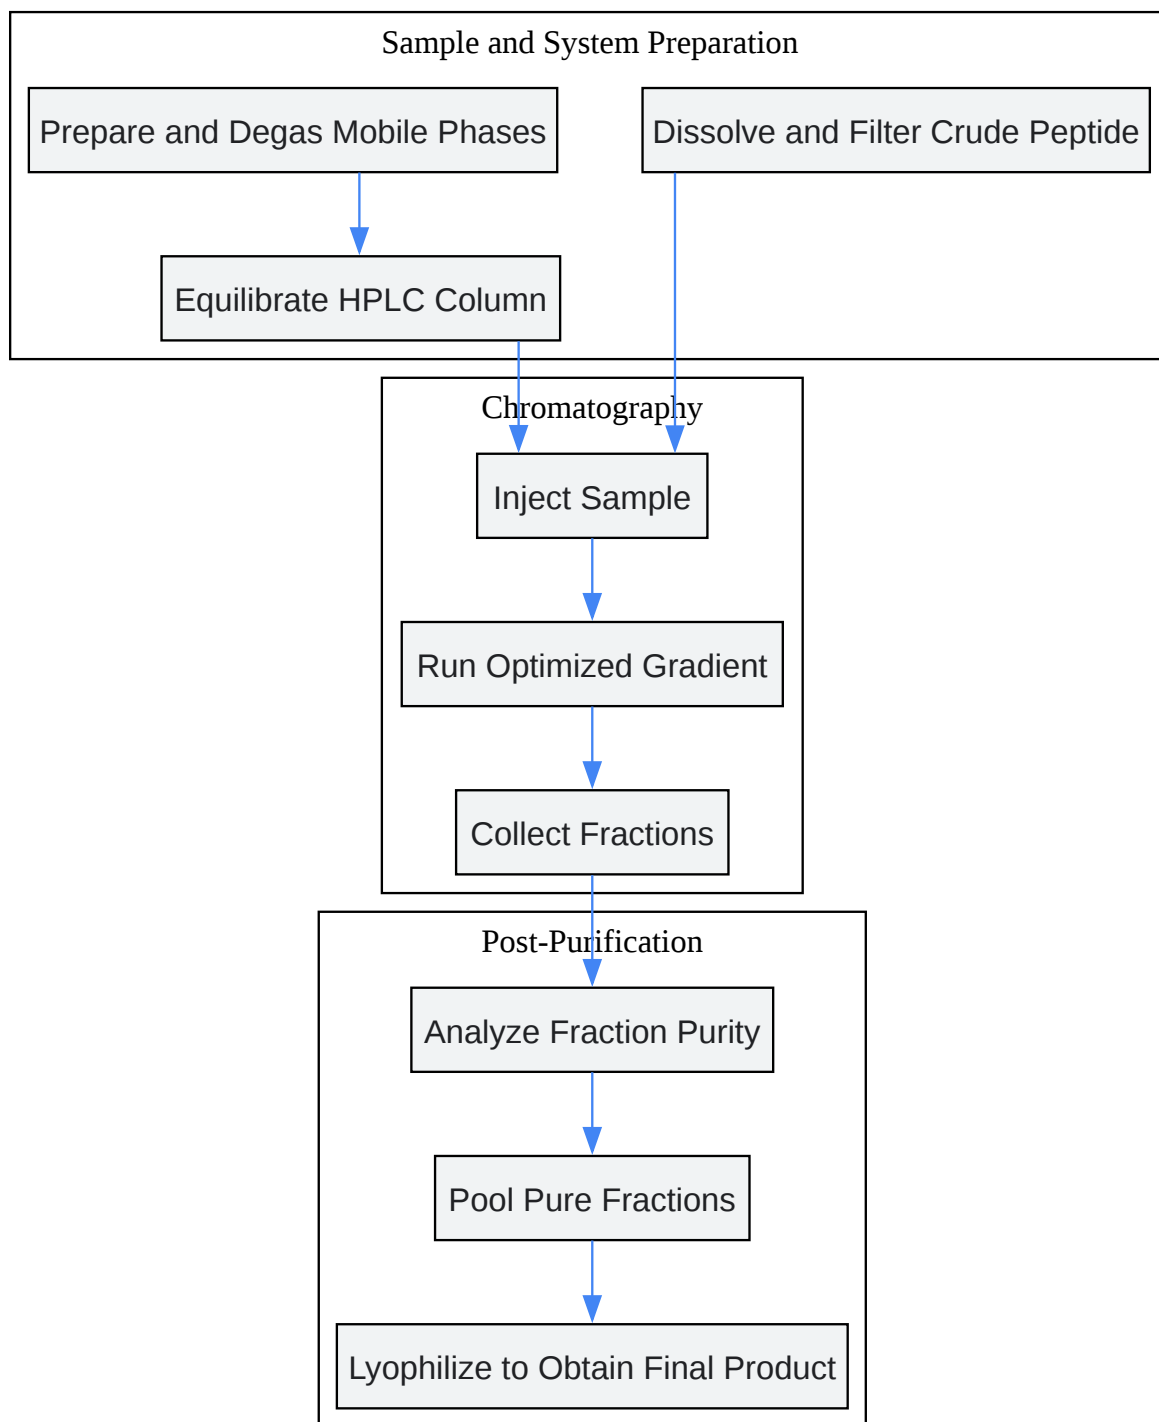 Sample and System Preparation
Prepare and Degas Mobile Phases
Dissolve and Filter Crude Peptide
Equilibrate HPLC Column
Chromatography
Inject Sample
Run Optimized Gradient
Collect Fractions
Post-Purification
Analyze Fraction Purity
Pool Pure Fractions
Lyophilize to Obtain Final Product